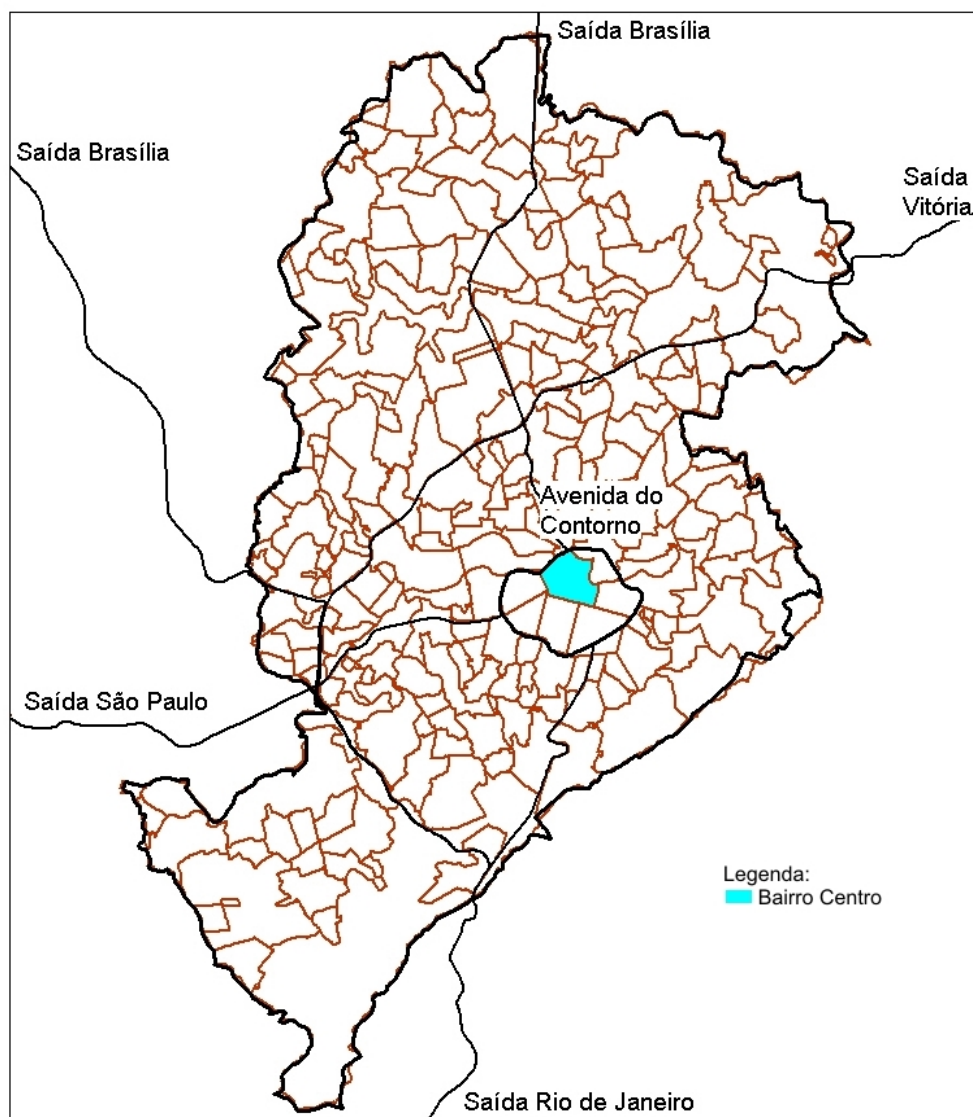 Saída Brasília
Saída Brasília
Saída
Vitória
Avenida do
Contorno
Saída São Paulo
Legenda:
Bairro Centro
Saída Rio de Janeiro